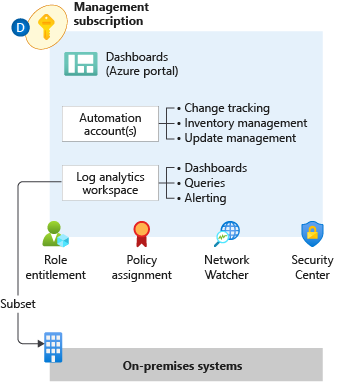 Management
subscription
D
Dashboards
(Azure portal)
Automation
account(s)
• Change tracking
• Inventory management
• Update management
Log analytics
workspace
• Dashboards
• Queries
• Alerting
Role
entitlement
Policy
assignment
Network
Watcher
Security
Center
Subset
On-premises systems